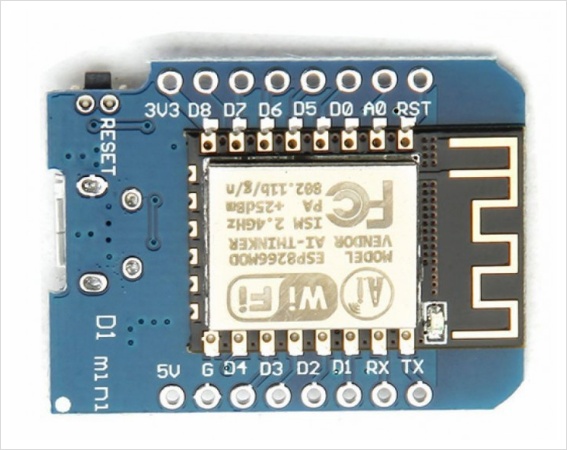 3V3 D8 D7 D6 D5 D0 A0 RST
RESET
MODEL ESP8266MOD
VENDOR AI-THINKER
ISM 2.4GHz
PA +25dBm
802.11b/g/n
FC
Ai
Wi Fi
D1 mini
5V G D4 D3 D2 D1 RX TX